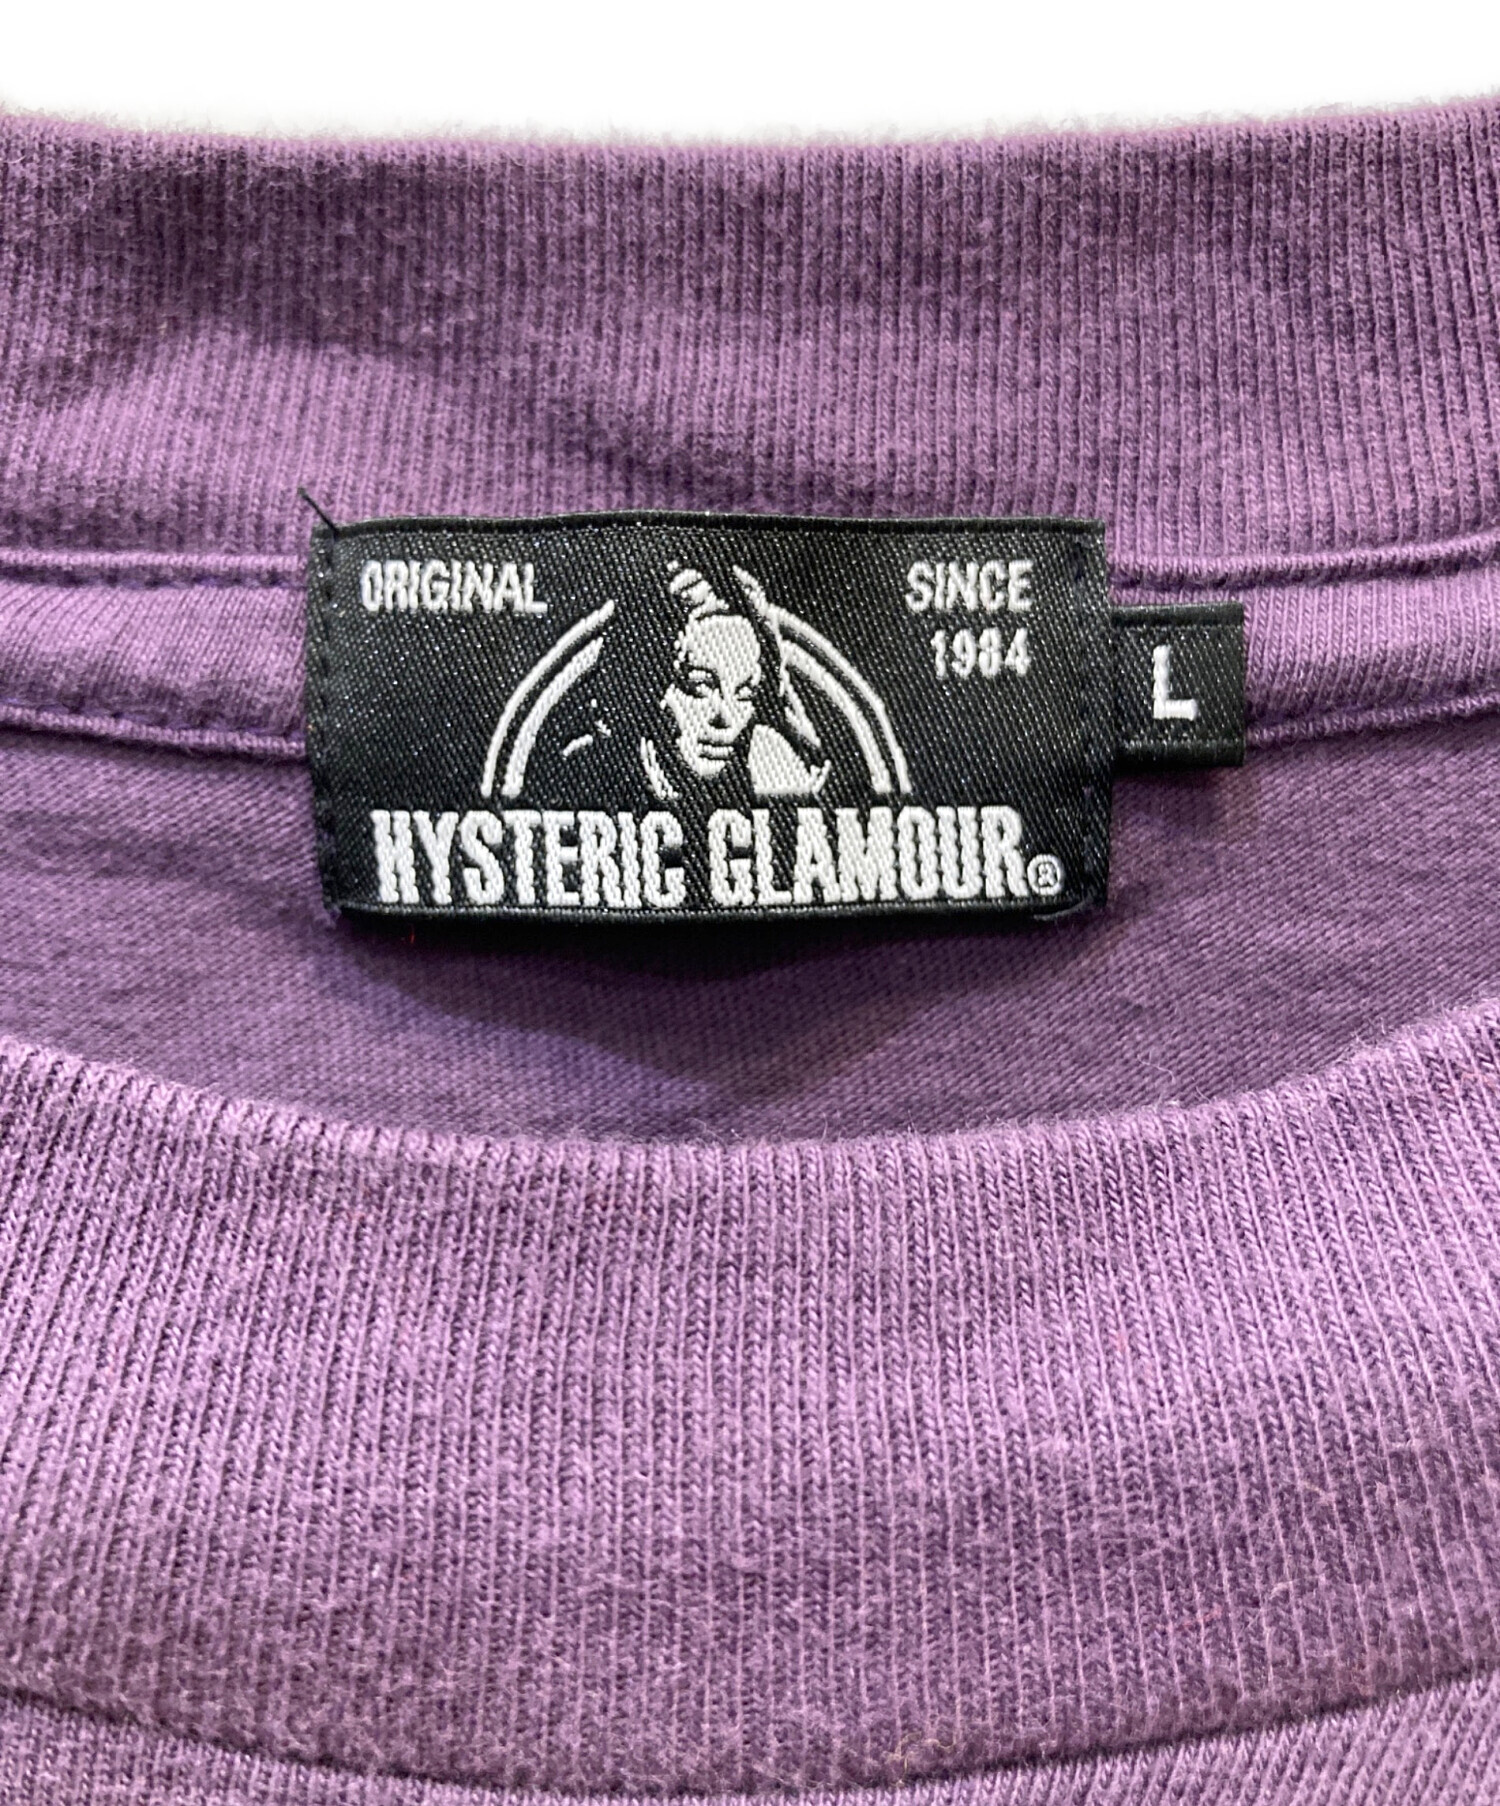 ORIGINAL
SINCE
1984
L
HYSTERIC GLAMOUR®